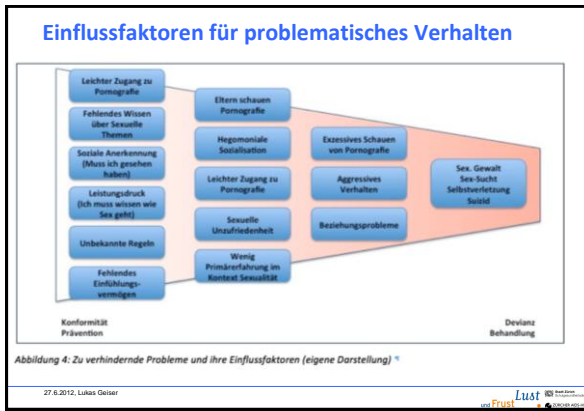 Einflussfaktoren für problematisches Verhalten
Leichter Zugang zu
Pornografie
Fehlendes Wissen
über Sexuelle
Themen
Soziale Anerkennung
(Muss ich gesehen
haben)
Leistungsdruck
(Ich muss wissen wie
Sex geht)
Unbekannte Regeln
Fehlendes
Einfühlungs-
vermögen
Eltern schauen
Pornografie
Hegemoniale
Sozialisation
Leichter Zugang zu
Pornografie
Sexuelle
Unzufriedenheit
Wenig
Primärerfahrung im
Kontext Sexualität
Exzessives Schauen
von Pornografie
Aggressives
Verhalten
Beziehungsprobleme
Sex. Gewalt
Sex-Sucht
Selbstverletzung
Suizid
Konformität
Prävention
Devianz
Behandlung
Abbildung 4: Zu verhindernde Probleme und ihre Einflussfaktoren (eigene Darstellung)
27.6.2012, Lukas Geiser
Lust
und Frust
Stadt Zürich
ZÜRCHER AIDS-H